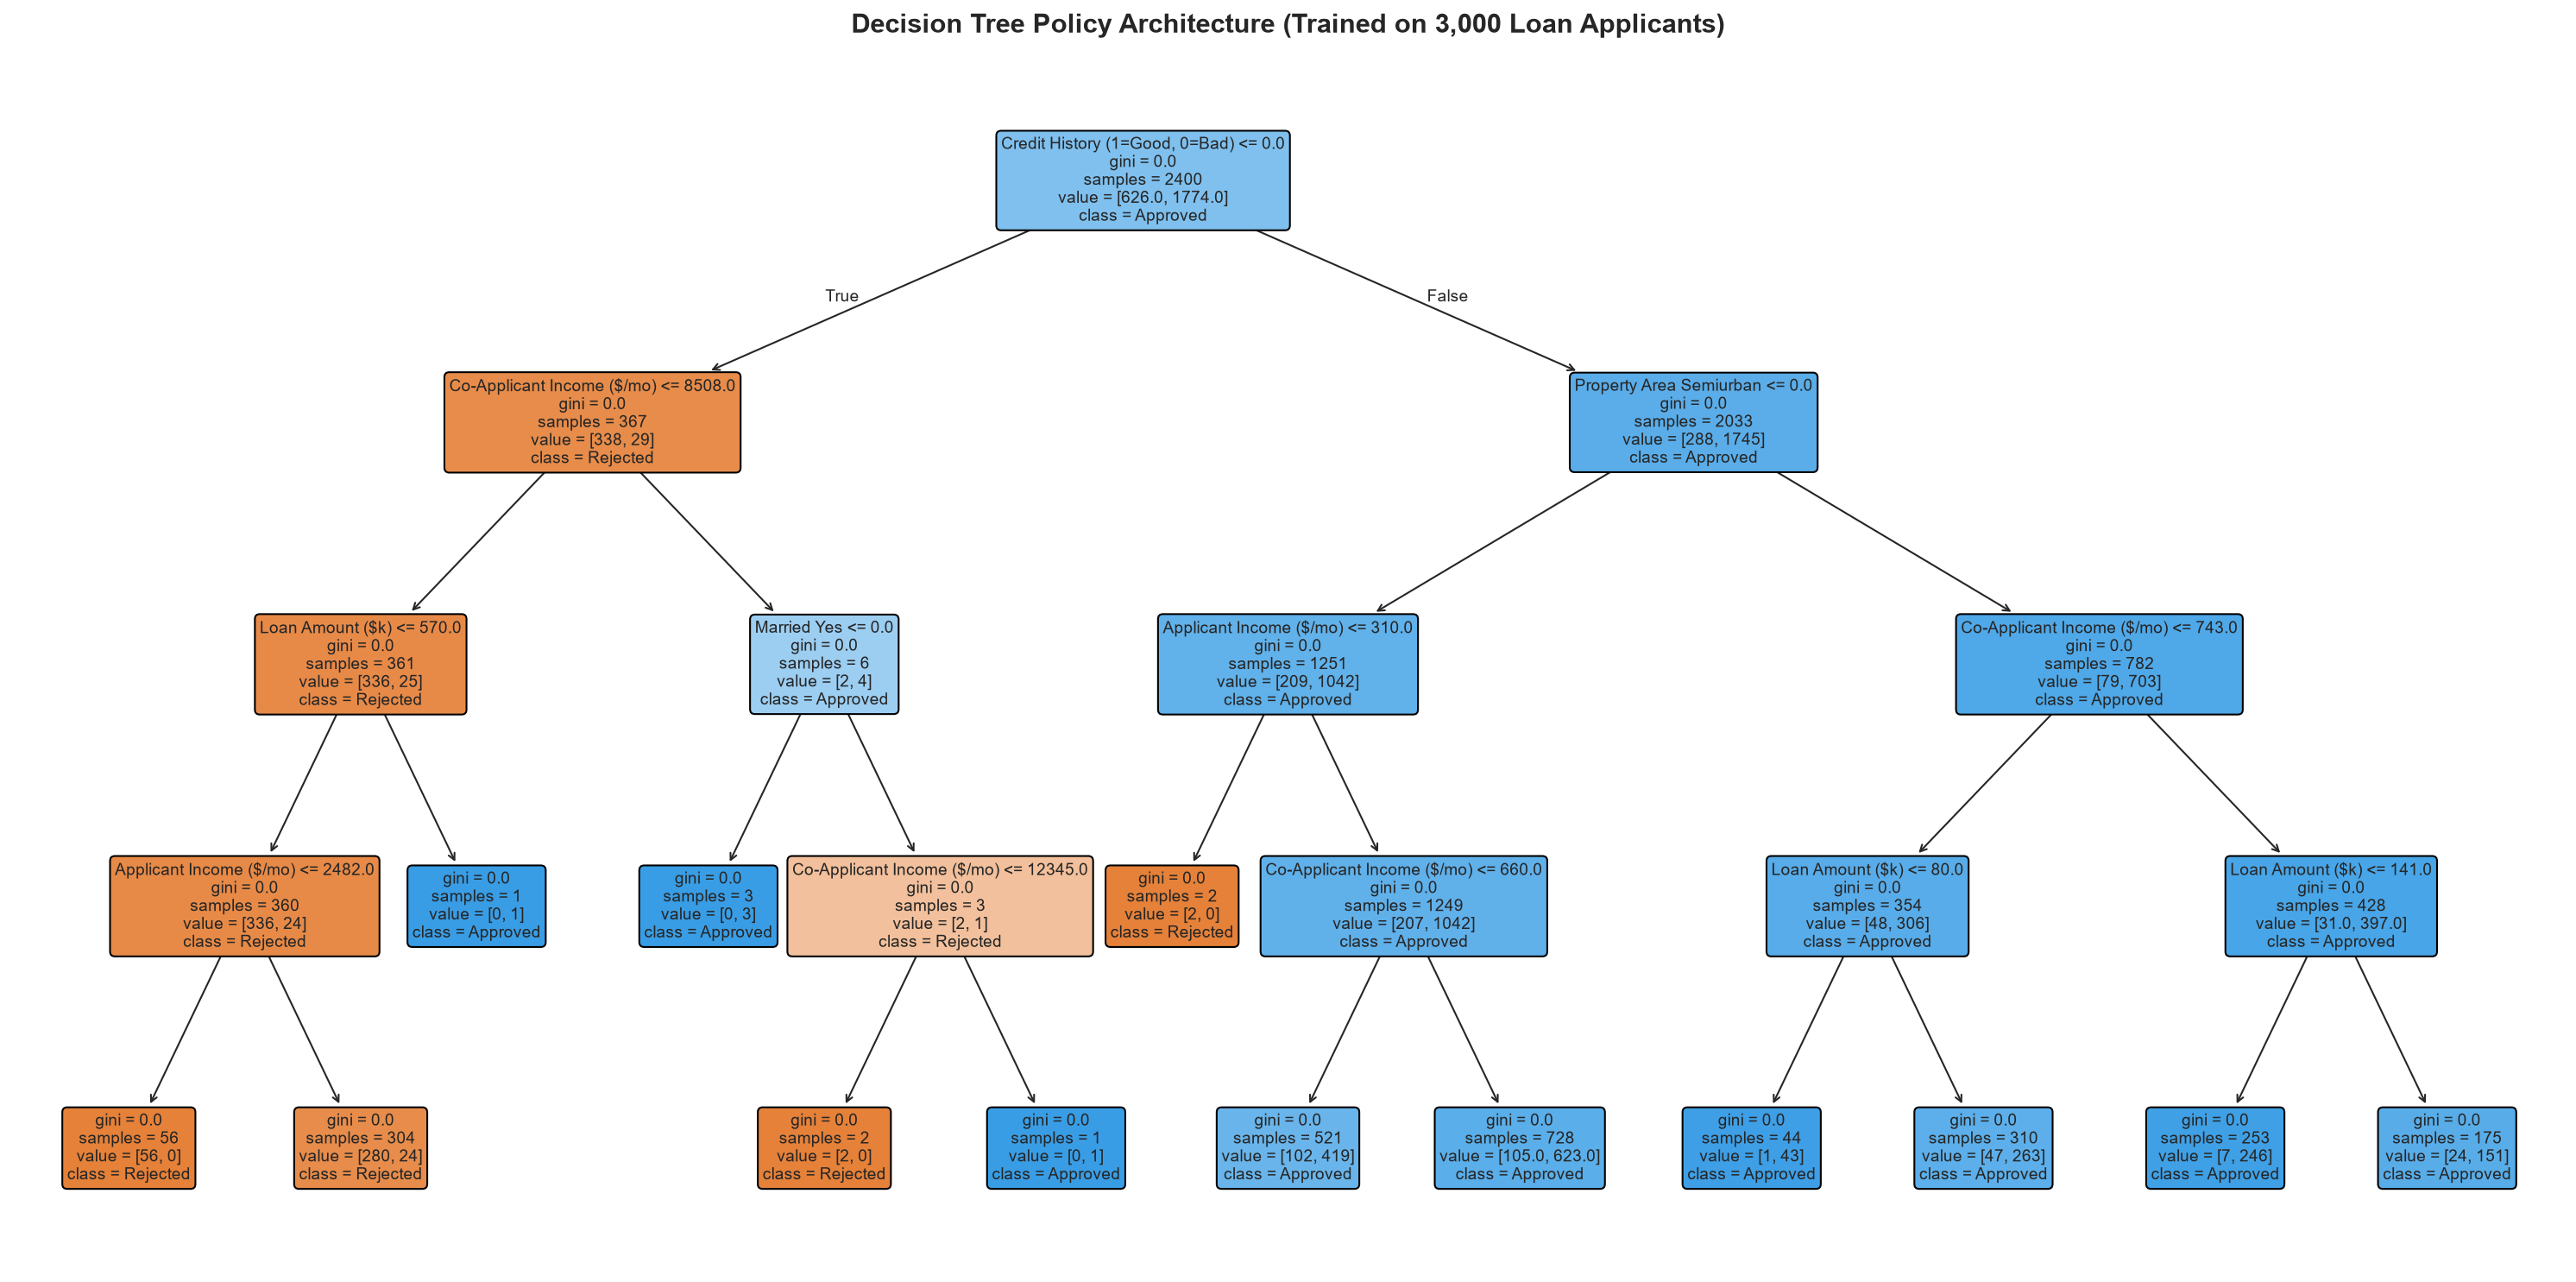 Decision Tree Policy Architecture (Trained on 3,000 Loan Applicants)
Credit History (1=Good, 0=Bad) <= 0.0
gini = 0.0
samples = 2400
value = [626.0, 1774.0]
class = Approved
True
False
Co-Applicant Income ($/mo) <= 8508.0
gini = 0.0
samples = 367
value = [338, 29]
class = Rejected
Property Area Semiurban <= 0.0
gini = 0.0
samples = 2033
value = [288, 1745]
class = Approved
Loan Amount ($k) <= 570.0
gini = 0.0
samples = 361
value = [336, 25]
class = Rejected
Married Yes <= 0.0
gini = 0.0
samples = 6
value = [2, 4]
class = Approved
Applicant Income ($/mo) <= 310.0
gini = 0.0
samples = 1251
value = [209, 1042]
class = Approved
Co-Applicant Income ($/mo) <= 743.0
gini = 0.0
samples = 782
value = [79, 703]
class = Approved
Applicant Income ($/mo) <= 2482.0
gini = 0.0
samples = 360
value = [336, 24]
class = Rejected
gini = 0.0
samples = 1
value = [0, 1]
class = Approved
gini = 0.0
samples = 3
value = [0, 3]
class = Approved
Co-Applicant Income ($/mo) <= 12345.0
gini = 0.0
samples = 3
value = [2, 1]
class = Rejected
gini = 0.0
samples = 2
value = [2, 0]
class = Rejected
Co-Applicant Income ($/mo) <= 660.0
gini = 0.0
samples = 1249
value = [207, 1042]
class = Approved
Loan Amount ($k) <= 80.0
gini = 0.0
samples = 354
value = [48, 306]
class = Approved
Loan Amount ($k) <= 141.0
gini = 0.0
samples = 428
value = [31.0, 397.0]
class = Approved
gini = 0.0
samples = 56
value = [56, 0]
class = Rejected
gini = 0.0
samples = 304
value = [280, 24]
class = Rejected
gini = 0.0
samples = 2
value = [2, 0]
class = Rejected
gini = 0.0
samples = 1
value = [0, 1]
class = Approved
gini = 0.0
samples = 521
value = [102, 419]
class = Approved
gini = 0.0
samples = 728
value = [105.0, 623.0]
class = Approved
gini = 0.0
samples = 44
value = [1, 43]
class = Approved
gini = 0.0
samples = 310
value = [47, 263]
class = Approved
gini = 0.0
samples = 253
value = [7, 246]
class = Approved
gini = 0.0
samples = 175
value = [24, 151]
class = Approved